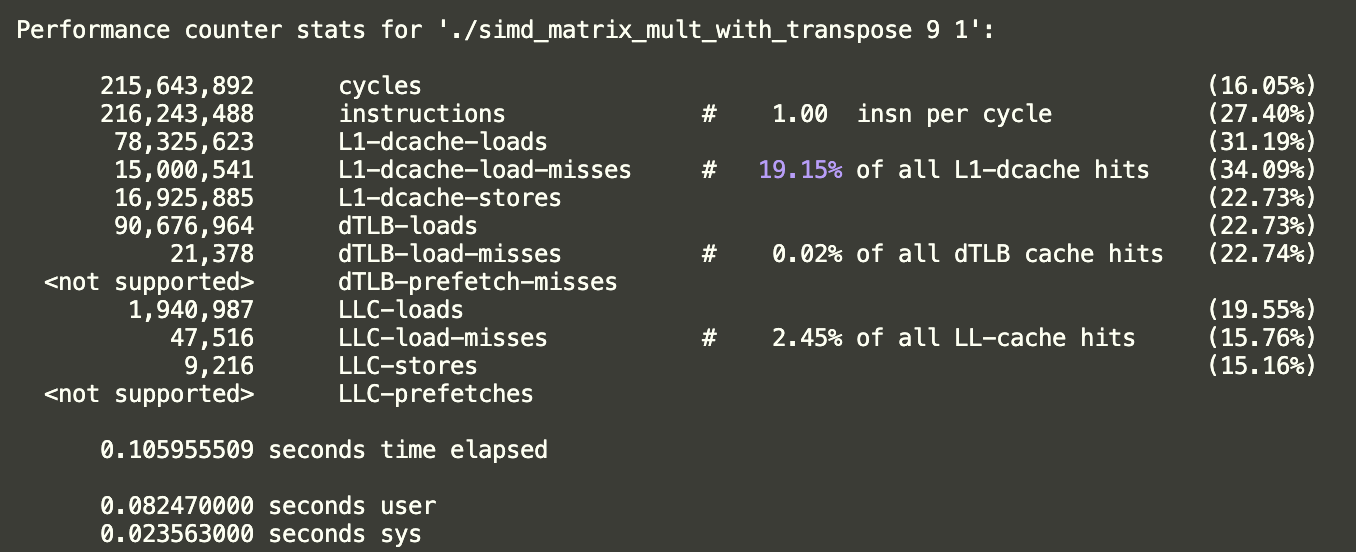 Performance counter stats for './simd_matrix_mult_with_transpose 9 1':
215,643,892 cycles (16.05%)
216,243,488 instructions # 1.00 insn per cycle (27.40%)
78,325,623 L1-dcache-loads (31.19%)
15,000,541 L1-dcache-load-misses # 19.15% of all L1-dcache hits (34.09%)
16,925,885 L1-dcache-stores (22.73%)
90,676,964 dTLB-loads (22.73%)
21,378 dTLB-load-misses # 0.02% of all dTLB cache hits (22.74%)
<not supported> dTLB-prefetch-misses
1,940,987 LLC-loads (19.55%)
47,516 LLC-load-misses # 2.45% of all LL-cache hits (15.76%)
9,216 LLC-stores (15.16%)
<not supported> LLC-prefetches
0.105955509 seconds time elapsed
0.082470000 seconds user
0.023563000 seconds sys